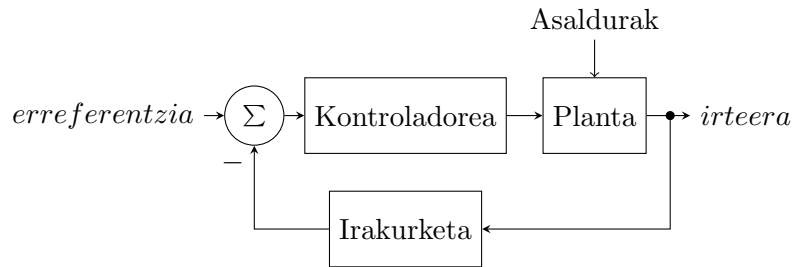 Asaldurak
erreferentzia Σ Kontroladorea Planta irteera
−
Irakurketa